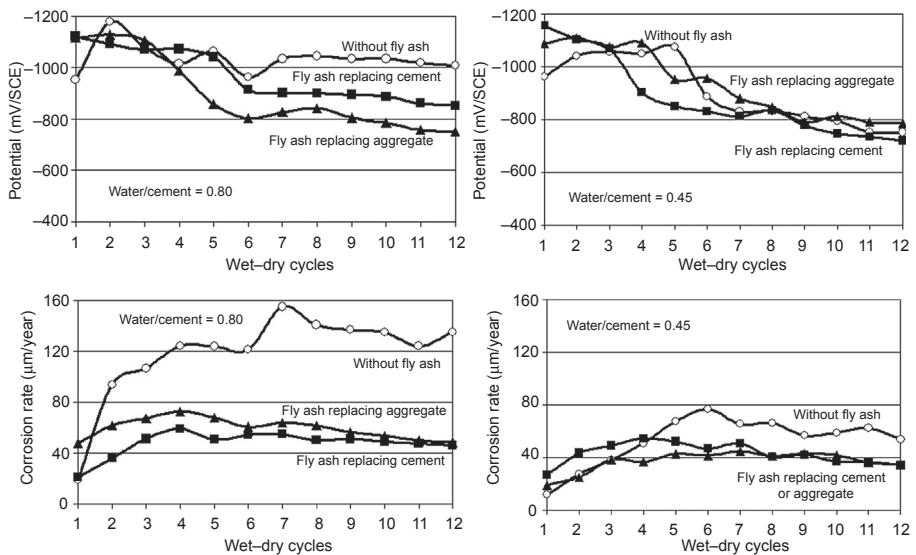 Potential (mV/SCE)
–1200
–1000
–800
–600
–400
Without fly ash
Fly ash replacing cement
Fly ash replacing aggregate
Water/cement = 0.80
1 2 3 4 5 6 7 8 9 10 11 12
Wet–dry cycles
Potential (mV/SCE)
–1200
–1000
–800
–600
–400
Without fly ash
Fly ash replacing aggregate
Fly ash replacing cement
Water/cement = 0.45
1 2 3 4 5 6 7 8 9 10 11 12
Wet–dry cycles
Corrosion rate (μm/year)
160
120
80
40
0
Water/cement = 0.80
Without fly ash
Fly ash replacing aggregate
Fly ash replacing cement
1 2 3 4 5 6 7 8 9 10 11 12
Wet–dry cycles
Corrosion rate (μm/year)
160
120
80
40
0
Water/cement = 0.45
Without fly ash
Fly ash replacing cement
or aggregate
1 2 3 4 5 6 7 8 9 10 11 12
Wet–dry cycles